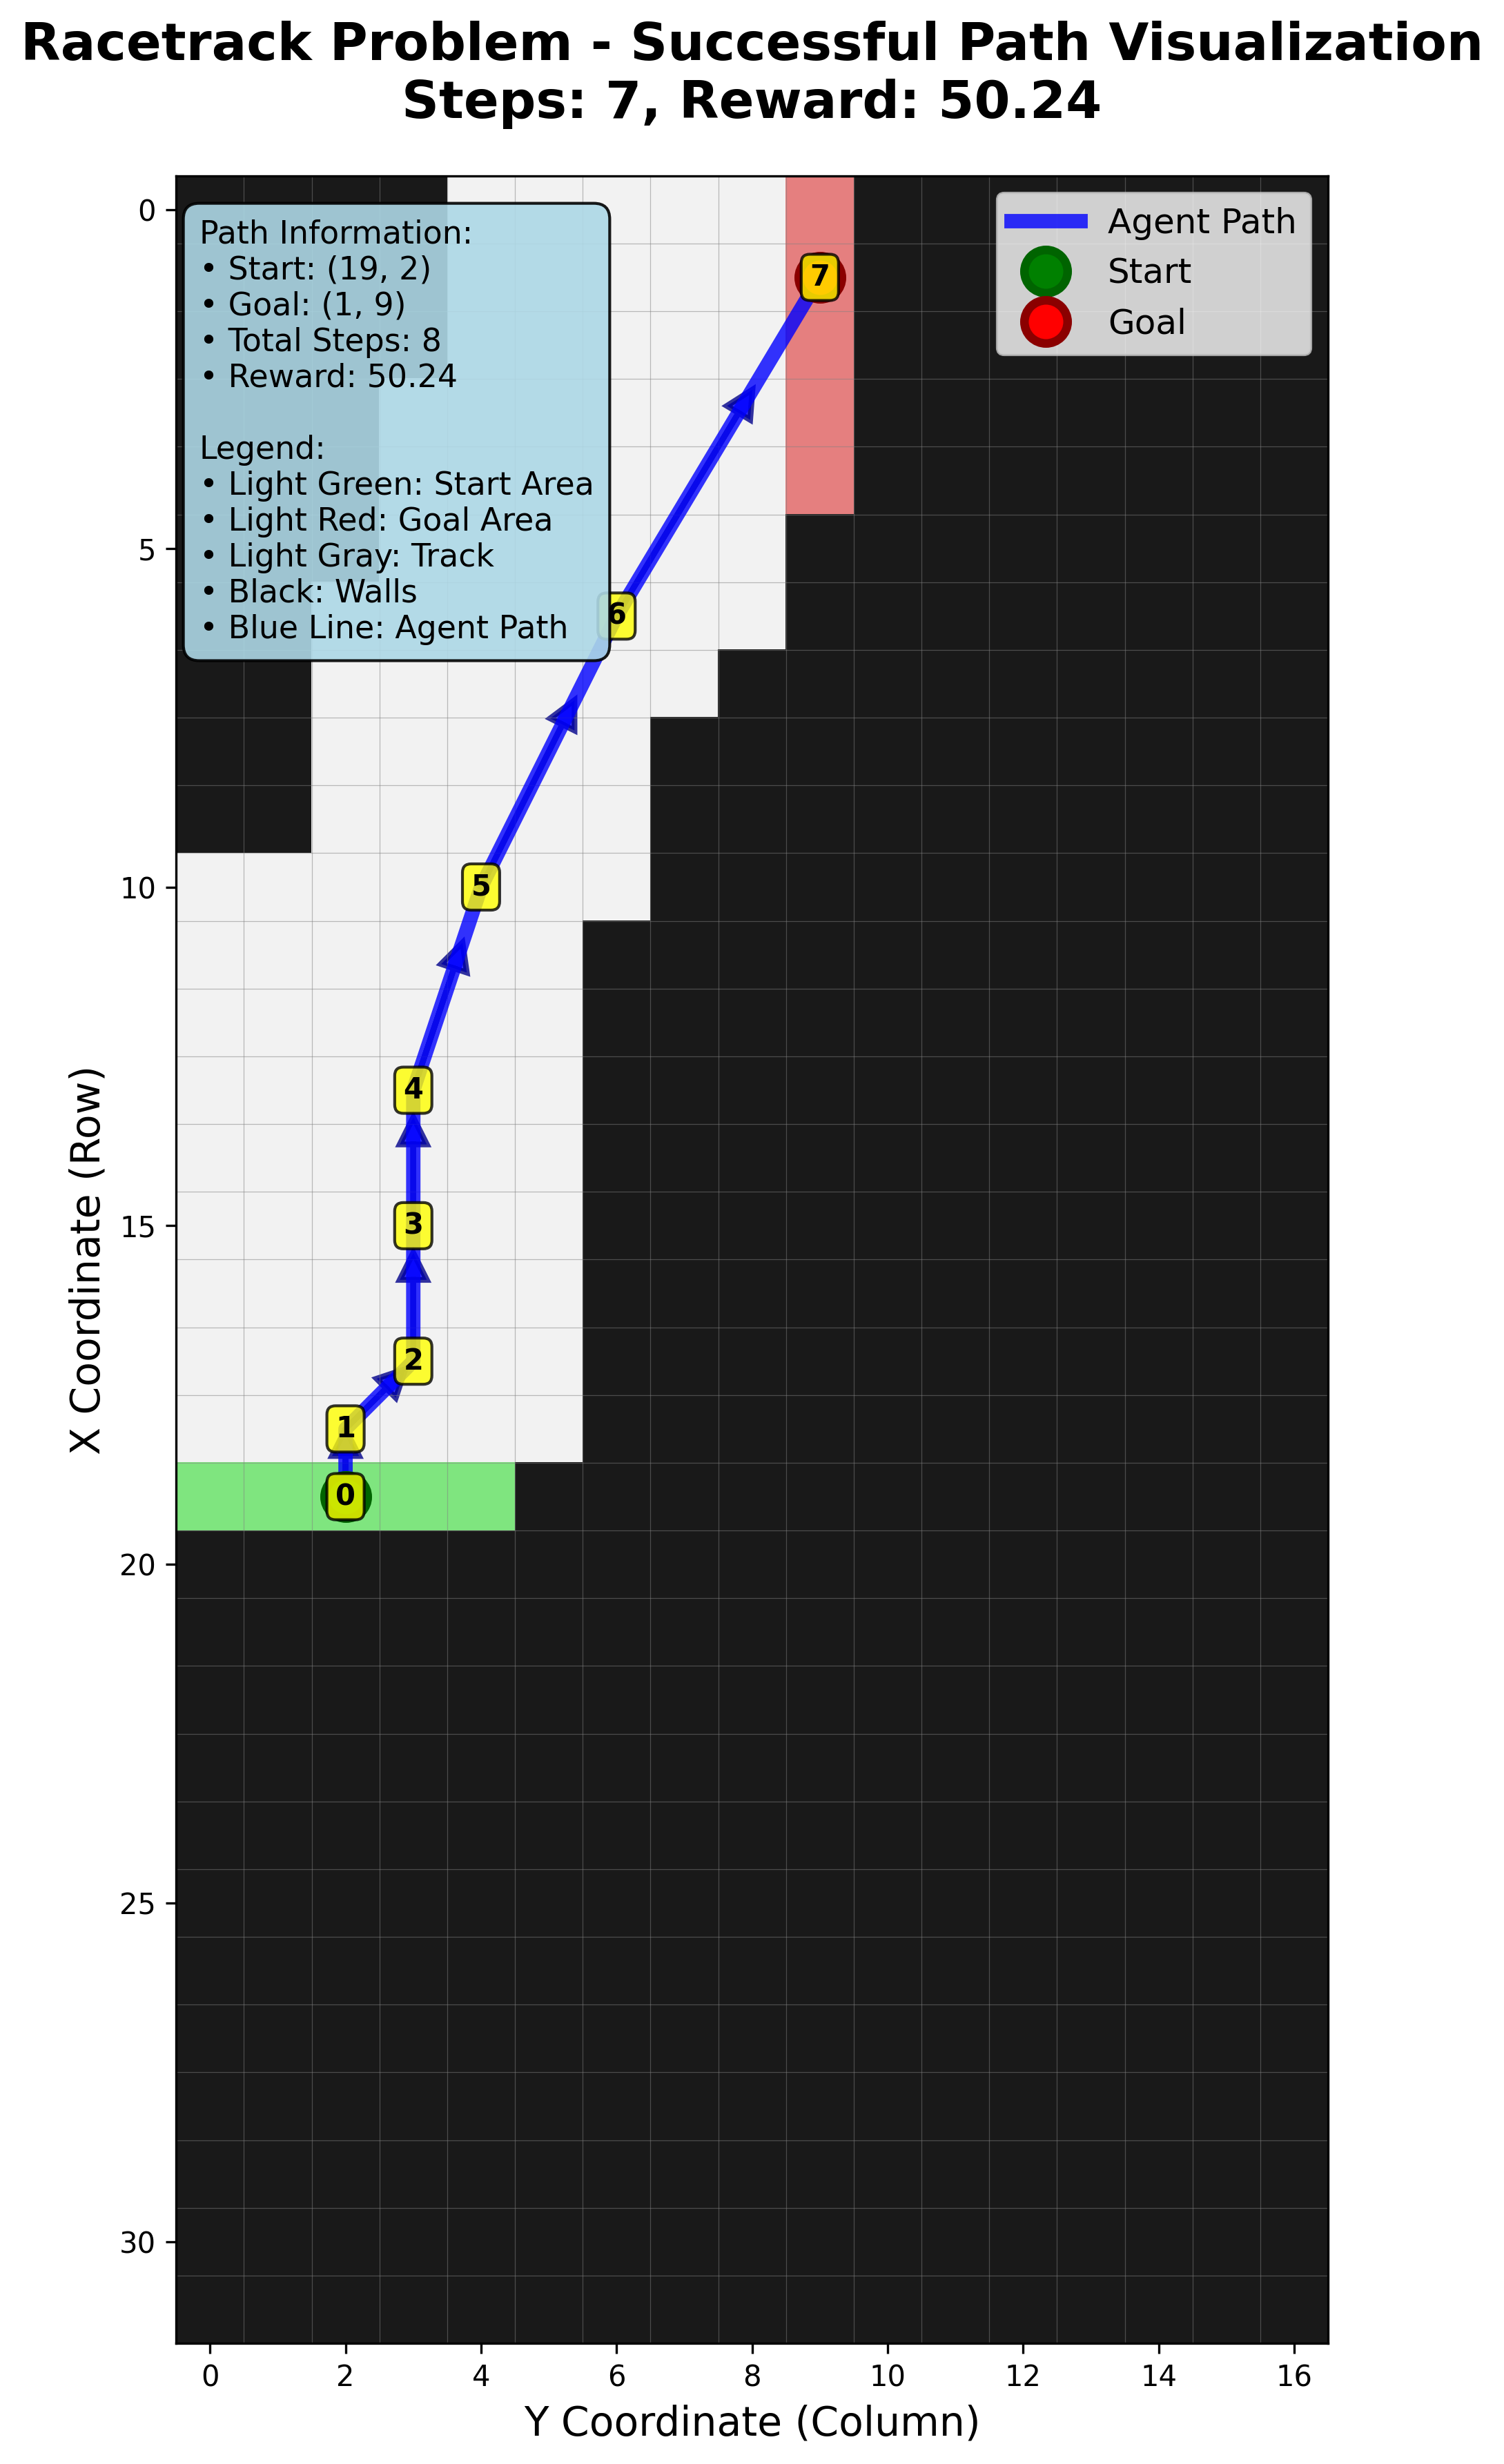 Racetrack Problem - Successful Path Visualization
Steps: 7, Reward: 50.24
Path Information:
• Start: (19, 2)
• Goal: (1, 9)
• Total Steps: 8
• Reward: 50.24
Legend:
• Light Green: Start Area
• Light Red: Goal Area
• Light Gray: Track
• Black: Walls
• Blue Line: Agent Path
Agent Path
Start
Goal
7
6
5
4
3
2
1
0
X Coordinate (Row)
0
5
10
15
20
25
30
0 2 4 6 8 10 12 14 16
Y Coordinate (Column)